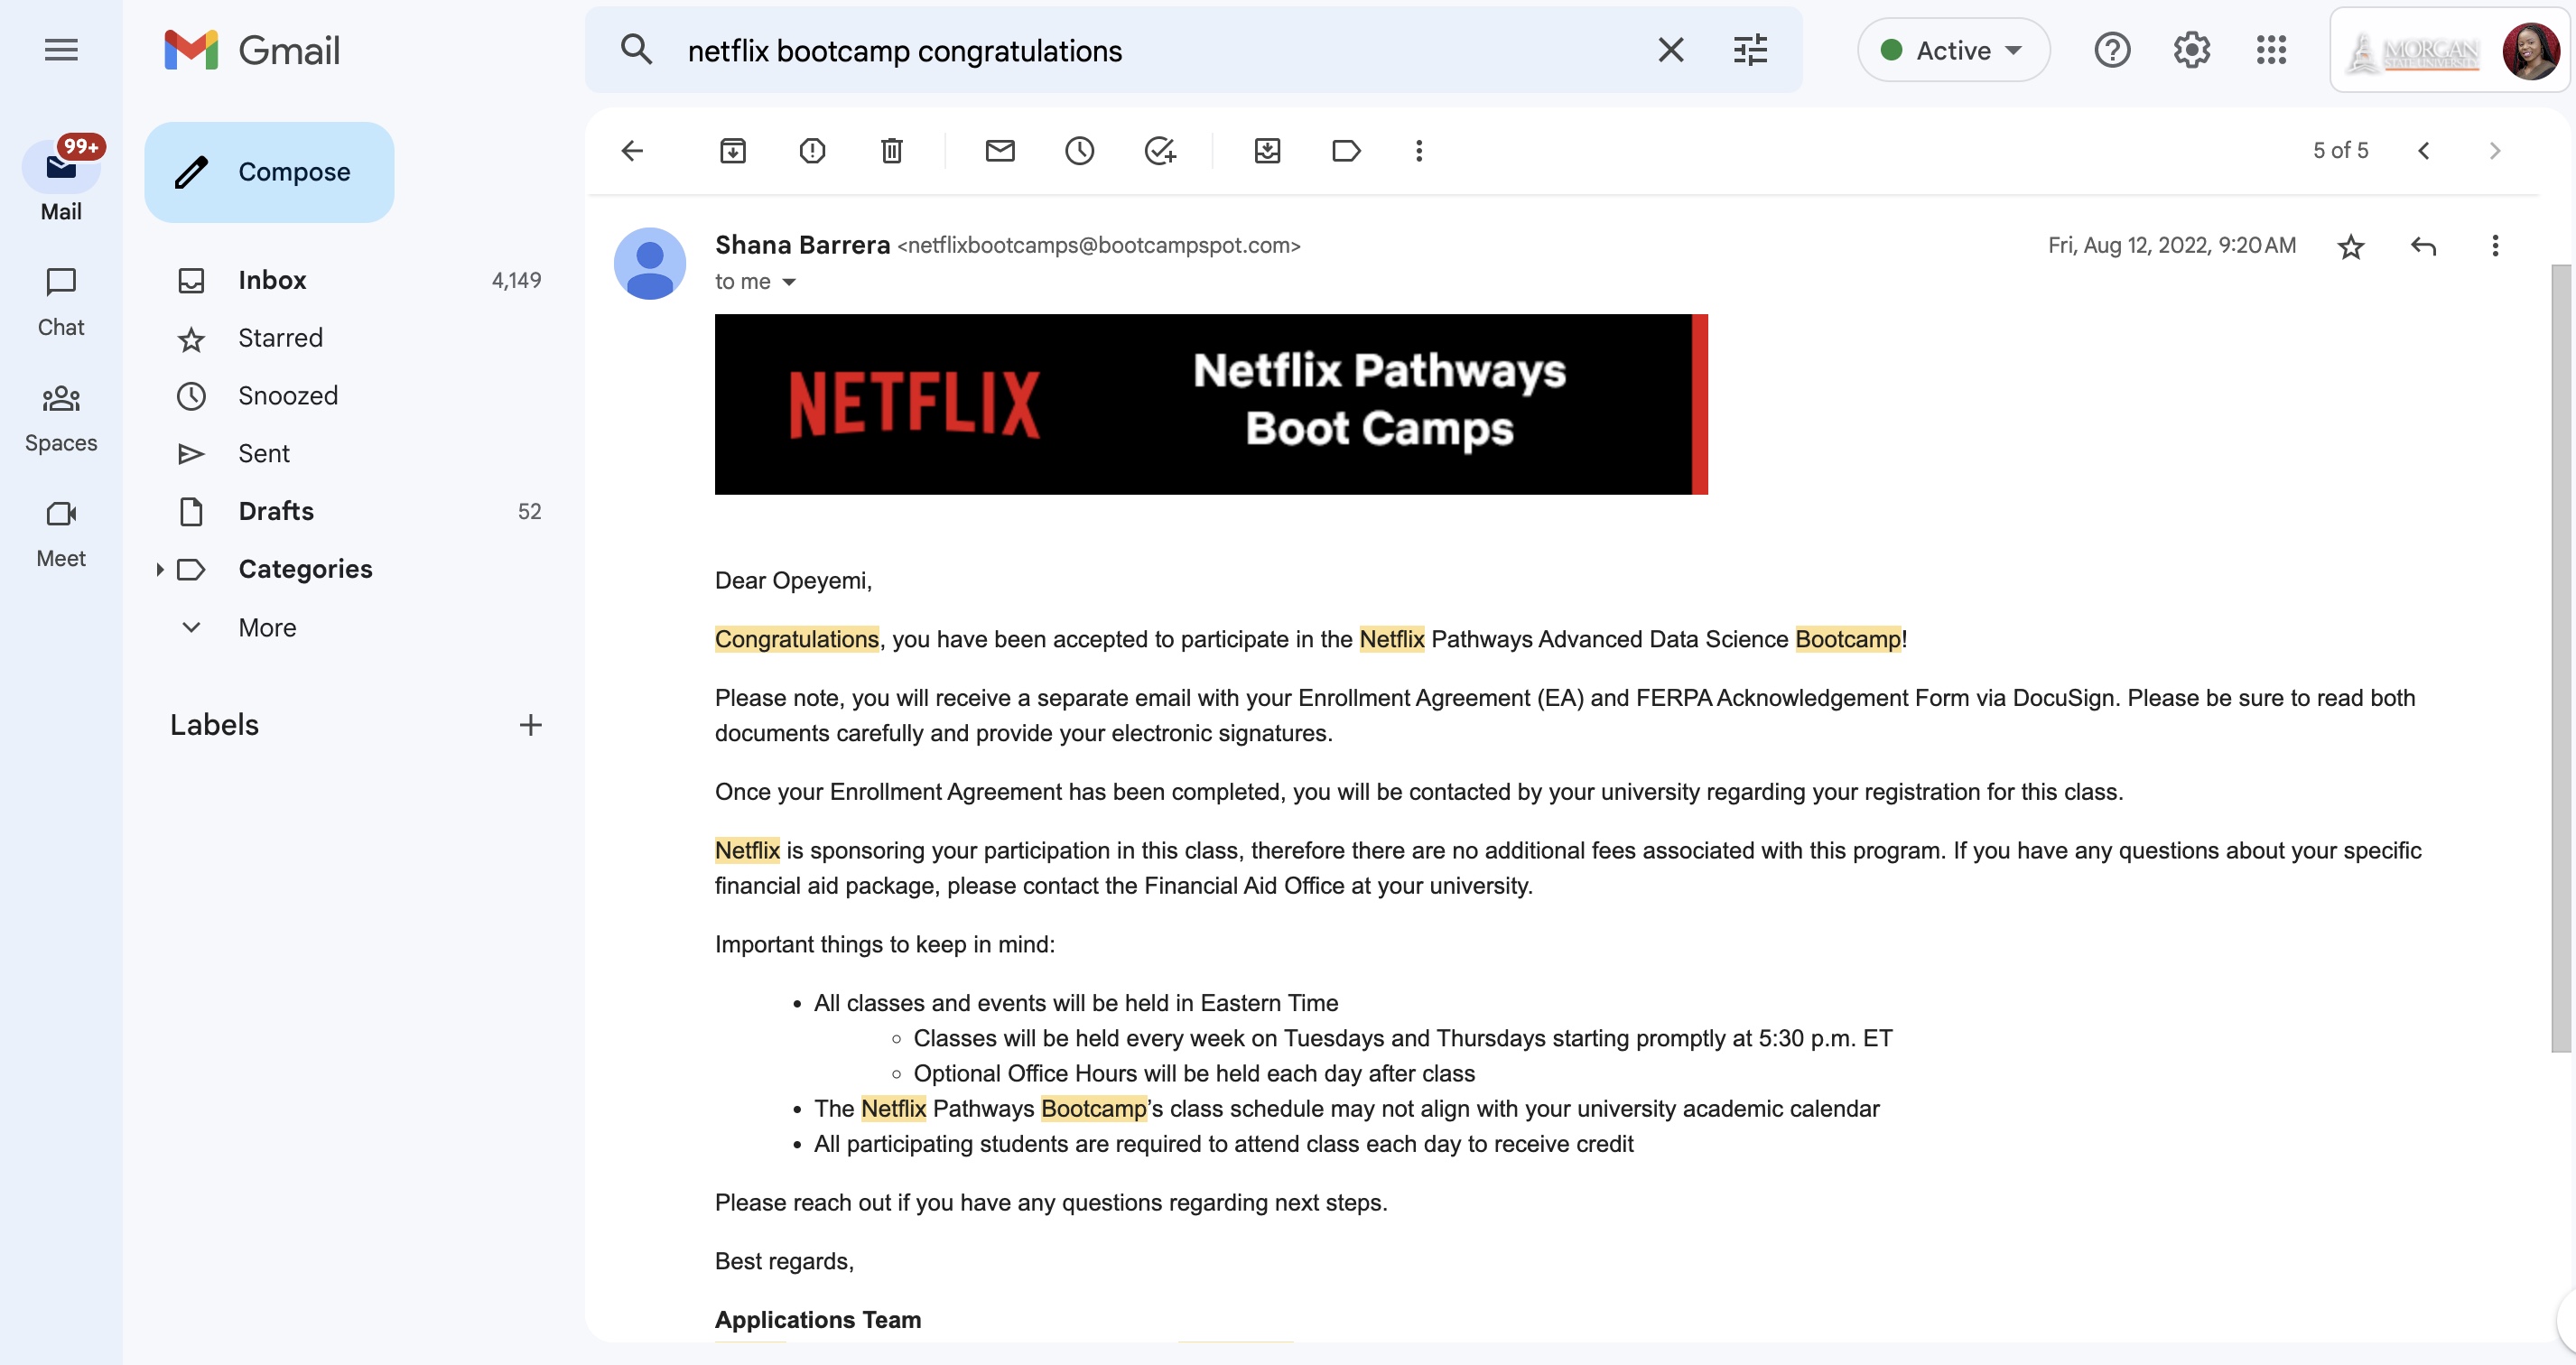 Gmail
netflix bootcamp congratulations
Active
MORGAN
STATE UNIVERSITY
99+
Mail
Chat
Spaces
Meet
Compose
Inbox 4,149
Starred
Snoozed
Sent
Drafts 52
Categories
More
Labels
5 of 5
Shana Barrera <netflixbootcamps@bootcampspot.com>
Fri, Aug 12, 2022, 9:20 AM
to me
NETFLIX
Netflix Pathways
Boot Camps
Dear Opeyemi,
Congratulations, you have been accepted to participate in the Netflix Pathways Advanced Data Science Bootcamp!
Please note, you will receive a separate email with your Enrollment Agreement (EA) and FERPA Acknowledgement Form via DocuSign. Please be sure to read both
documents carefully and provide your electronic signatures.
Once your Enrollment Agreement has been completed, you will be contacted by your university regarding your registration for this class.
Netflix is sponsoring your participation in this class, therefore there are no additional fees associated with this program. If you have any questions about your specific
financial aid package, please contact the Financial Aid Office at your university.
Important things to keep in mind:
• All classes and events will be held in Eastern Time
◦ Classes will be held every week on Tuesdays and Thursdays starting promptly at 5:30 p.m. ET
◦ Optional Office Hours will be held each day after class
• The Netflix Pathways Bootcamp’s class schedule may not align with your university academic calendar
• All participating students are required to attend class each day to receive credit
Please reach out if you have any questions regarding next steps.
Best regards,
Applications Team